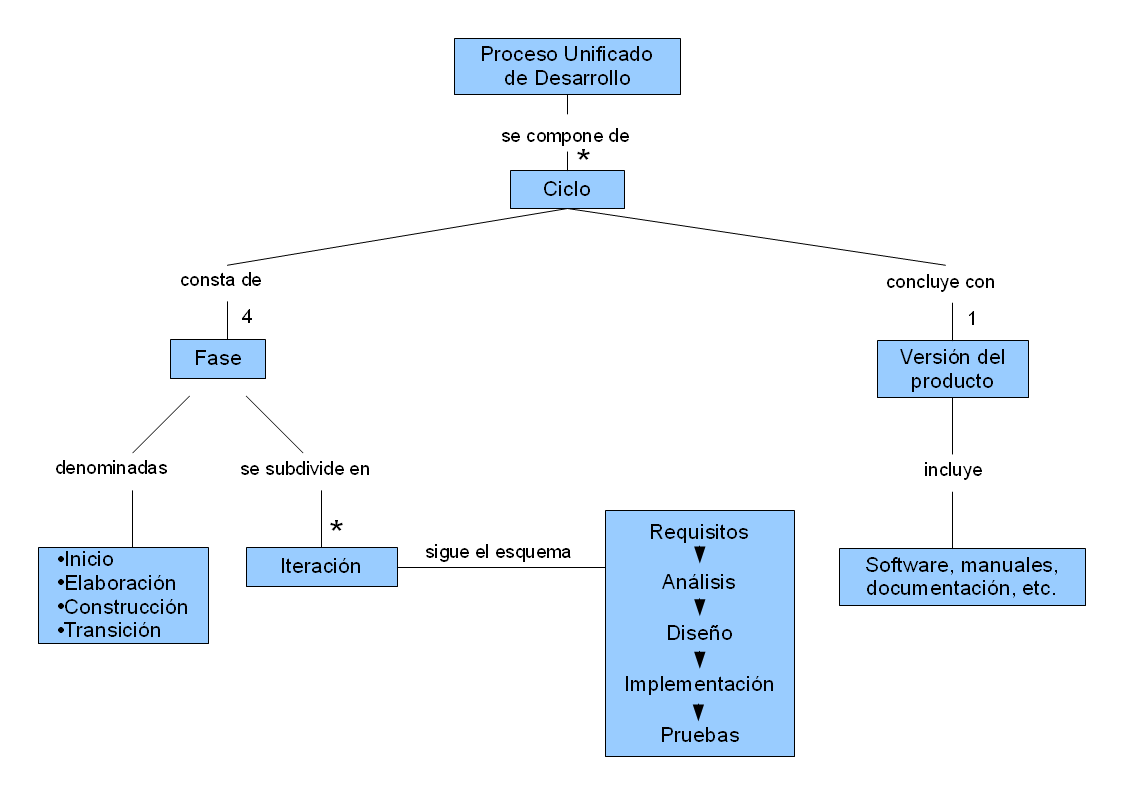 Proceso Unificado
de Desarrollo
se compone de
*
Ciclo
consta de
concluye con
4
1
Fase
Versión del
producto
denominadas
se subdivide en
incluye
*
•Inicio
•Elaboración
•Construcción
•Transición
Iteración
sigue el esquema
Requisitos
Análisis
Diseño
Implementación
Pruebas
Software, manuales,
documentación, etc.